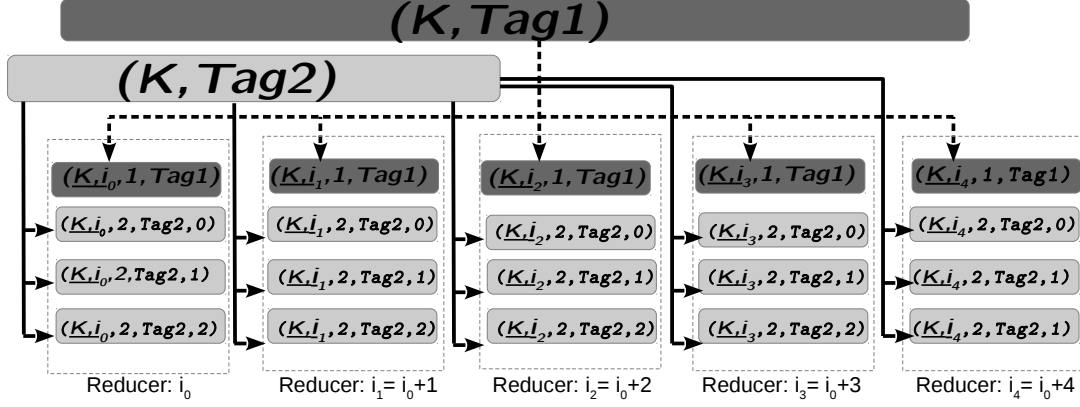 (K,Tag1)
(K,Tag2)
(K,i₀,1,Tag1) (K,i₁,1,Tag1) (K,i₂,1,Tag1) (K,i₃,1,Tag1) (K,i₄,1,Tag1)
(K,i₀,2,Tag2,0) (K,i₁,2,Tag2,0) (K,i₂,2,Tag2,0) (K,i₃,2,Tag2,0) (K,i₄,2,Tag2,0)
(K,i₀,2,Tag2,1) (K,i₁,2,Tag2,1) (K,i₂,2,Tag2,1) (K,i₃,2,Tag2,1) (K,i₄,2,Tag2,1)
(K,i₀,2,Tag2,2) (K,i₁,2,Tag2,2) (K,i₂,2,Tag2,2) (K,i₃,2,Tag2,2) (K,i₄,2,Tag2,1)
Reducer: i₀ Reducer: i₁= i₀+1 Reducer: i₂= i₀+2 Reducer: i₃= i₀+3 Reducer: i₄= i₀+4